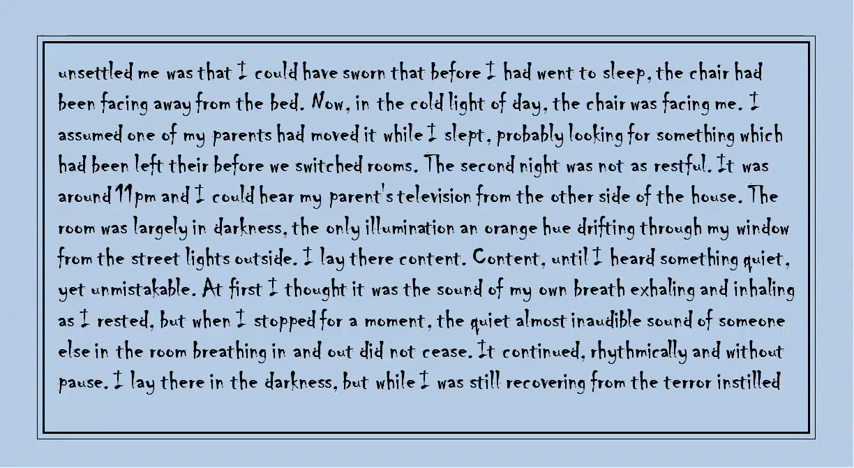 unsettled me was that I could have sworn that before I had went to sleep, the chair had
been facing away from the bed. Now, in the cold light of day, the chair was facing me. I
assumed one of my parents had moved it while I slept, probably looking for something which
had been left their before we switched rooms. The second night was not as restful. It was
around 11pm and I could hear my parent's television from the other side of the house. The
room was largely in darkness, the only illumination an orange hue drifting through my window
from the street lights outside. I lay there content. Content, until I heard something quiet,
yet unmistakable. At first I thought it was the sound of my own breath exhaling and inhaling
as I rested, but when I stopped for a moment, the quiet almost inaudible sound of someone
else in the room breathing in and out did not cease. It continued, rhythmically and without
pause. I lay there in the darkness, but while I was still recovering from the terror instilled